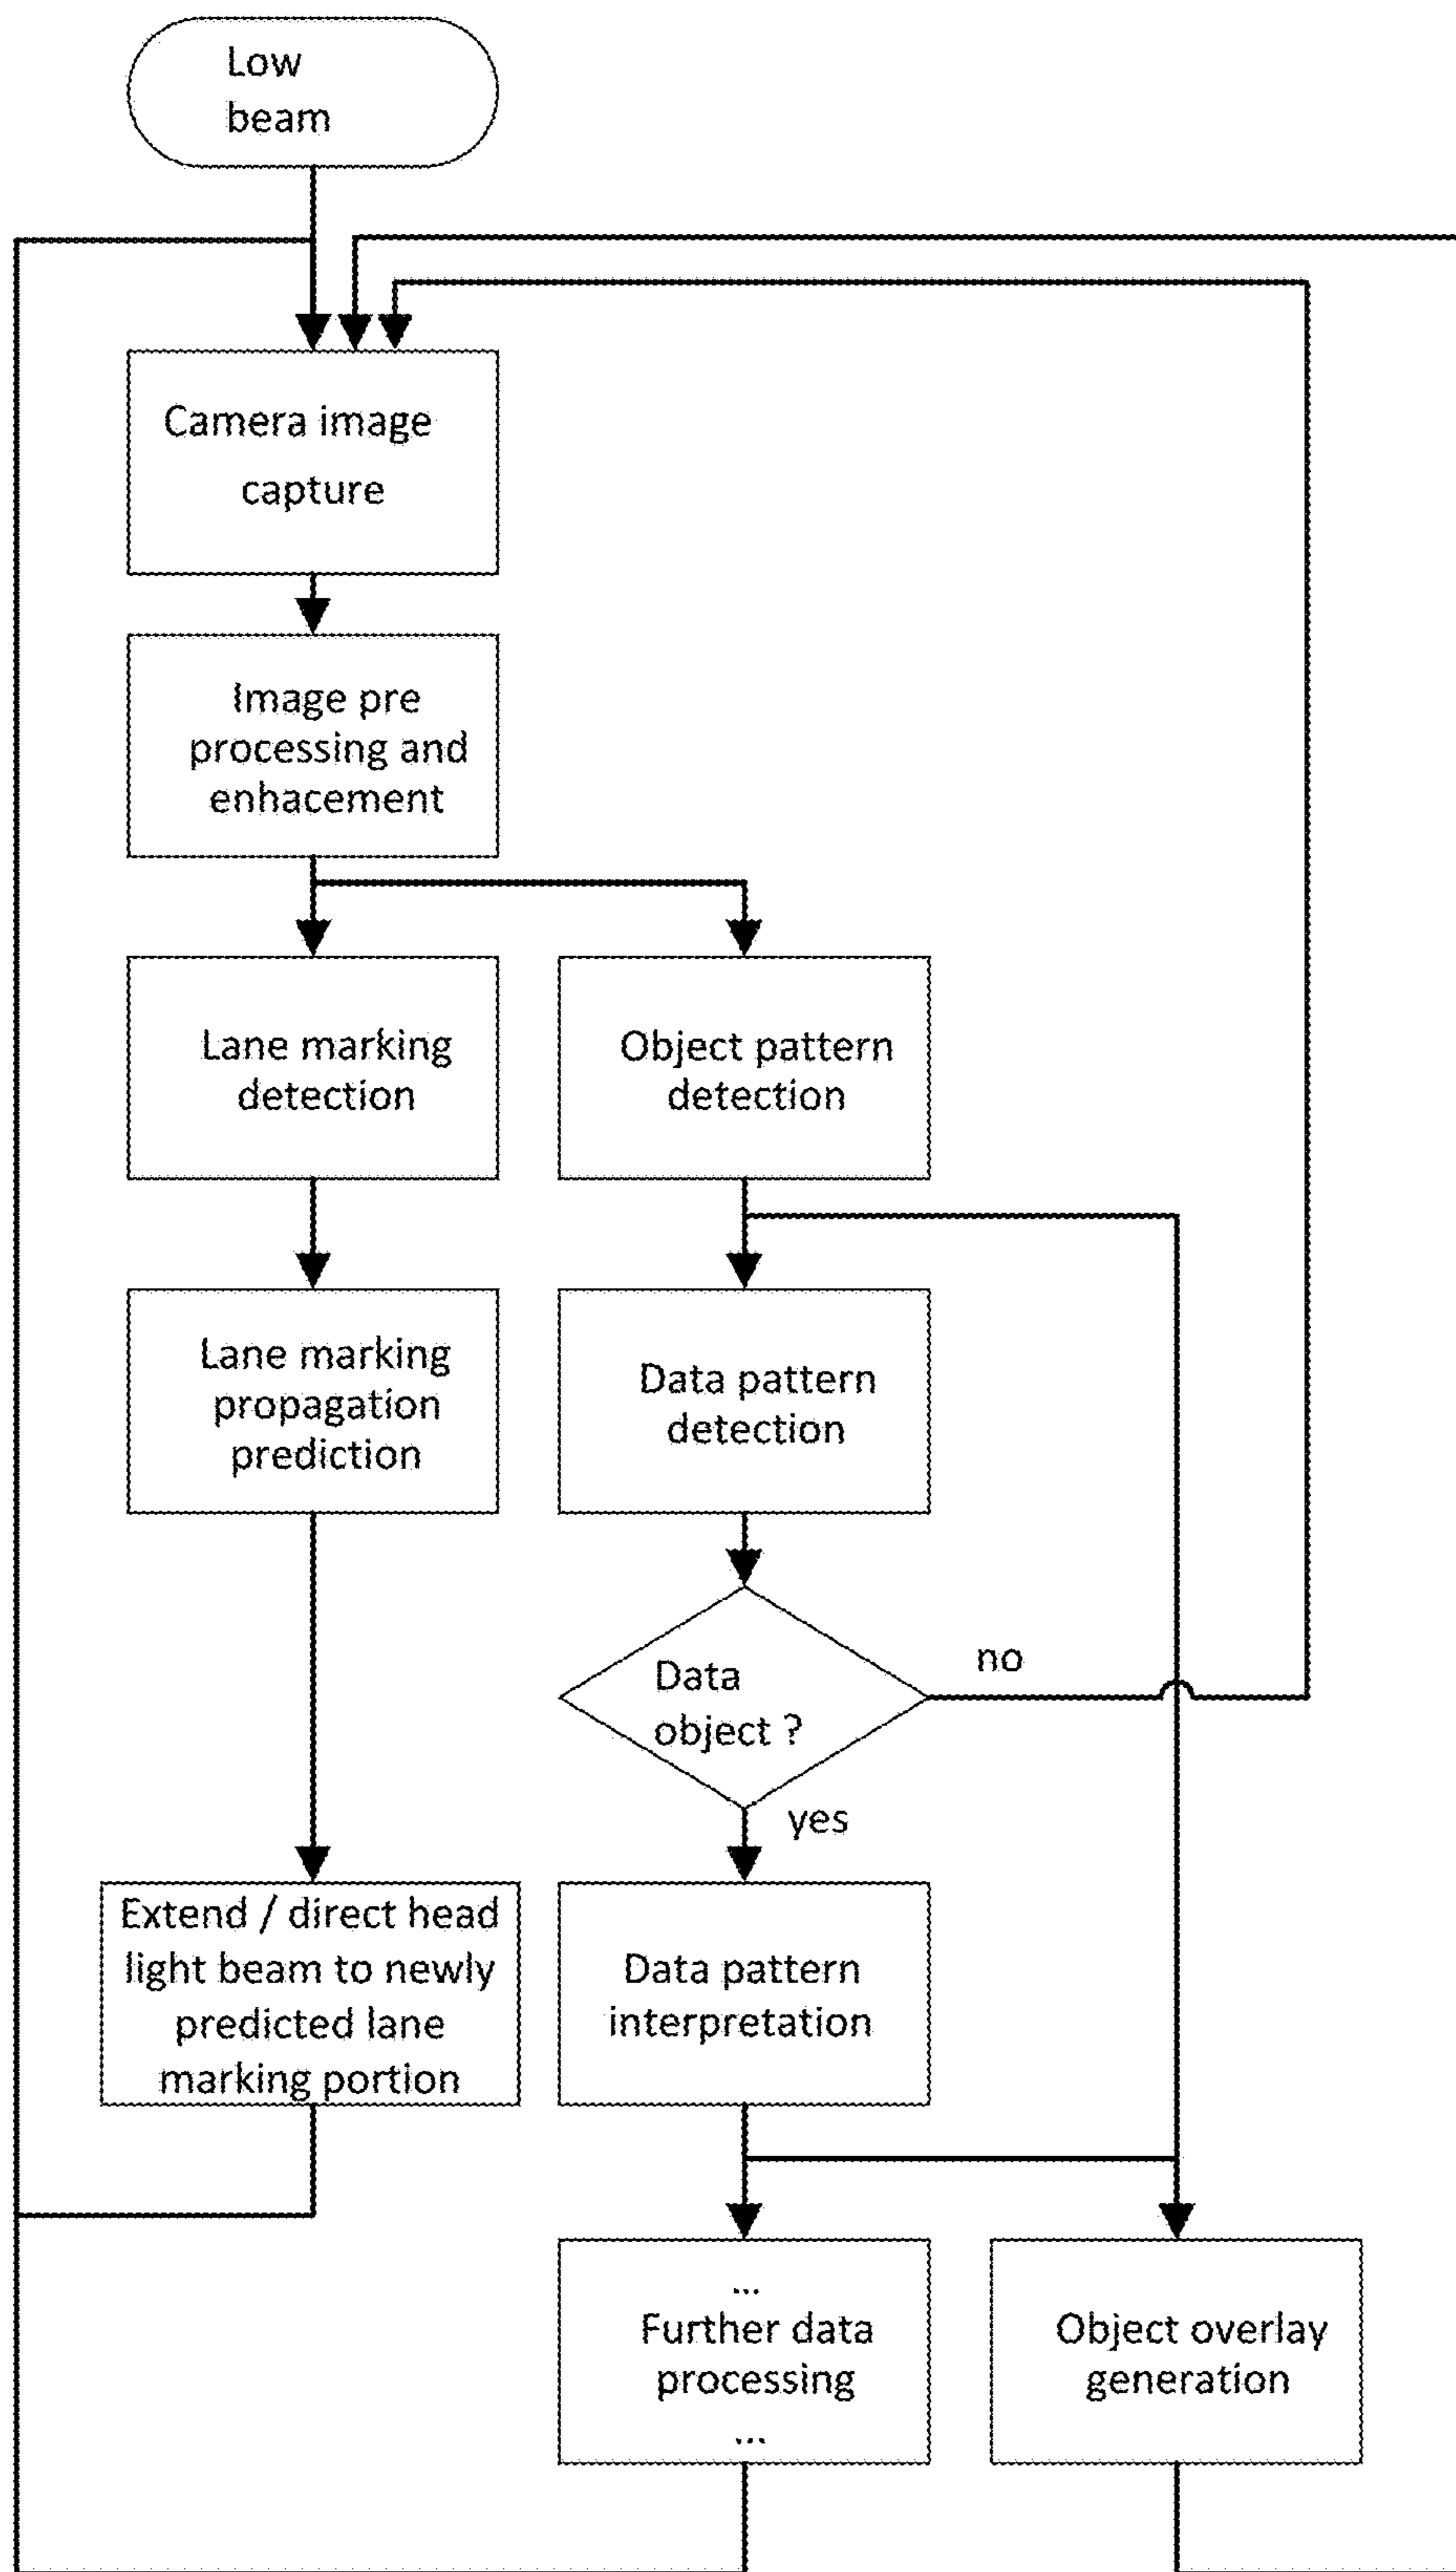 Low
beam
Camera image
capture
Image pre
processing and
enhacement
Lane marking
detection
Object pattern
detection
Lane marking
propagation
prediction
Data pattern
detection
Data
object ?
no
yes
Extend / direct head
light beam to newly
predicted lane
marking portion
Data pattern
interpretation
...
Further data
processing
...
Object overlay
generation